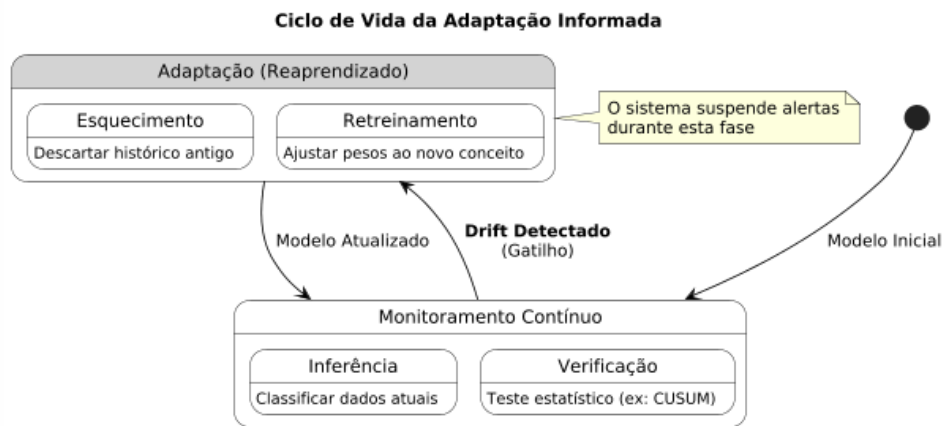 Ciclo de Vida da Adaptação Informada
Adaptação (Reaprendizado)
Esquecimento
Descartar histórico antigo
Retreinamento
Ajustar pesos ao novo conceito
O sistema suspende alertas
durante esta fase
Modelo Atualizado
Drift Detectado
(Gatilho)
Modelo Inicial
Monitoramento Contínuo
Inferência
Classificar dados atuais
Verificação
Teste estatístico (ex: CUSUM)